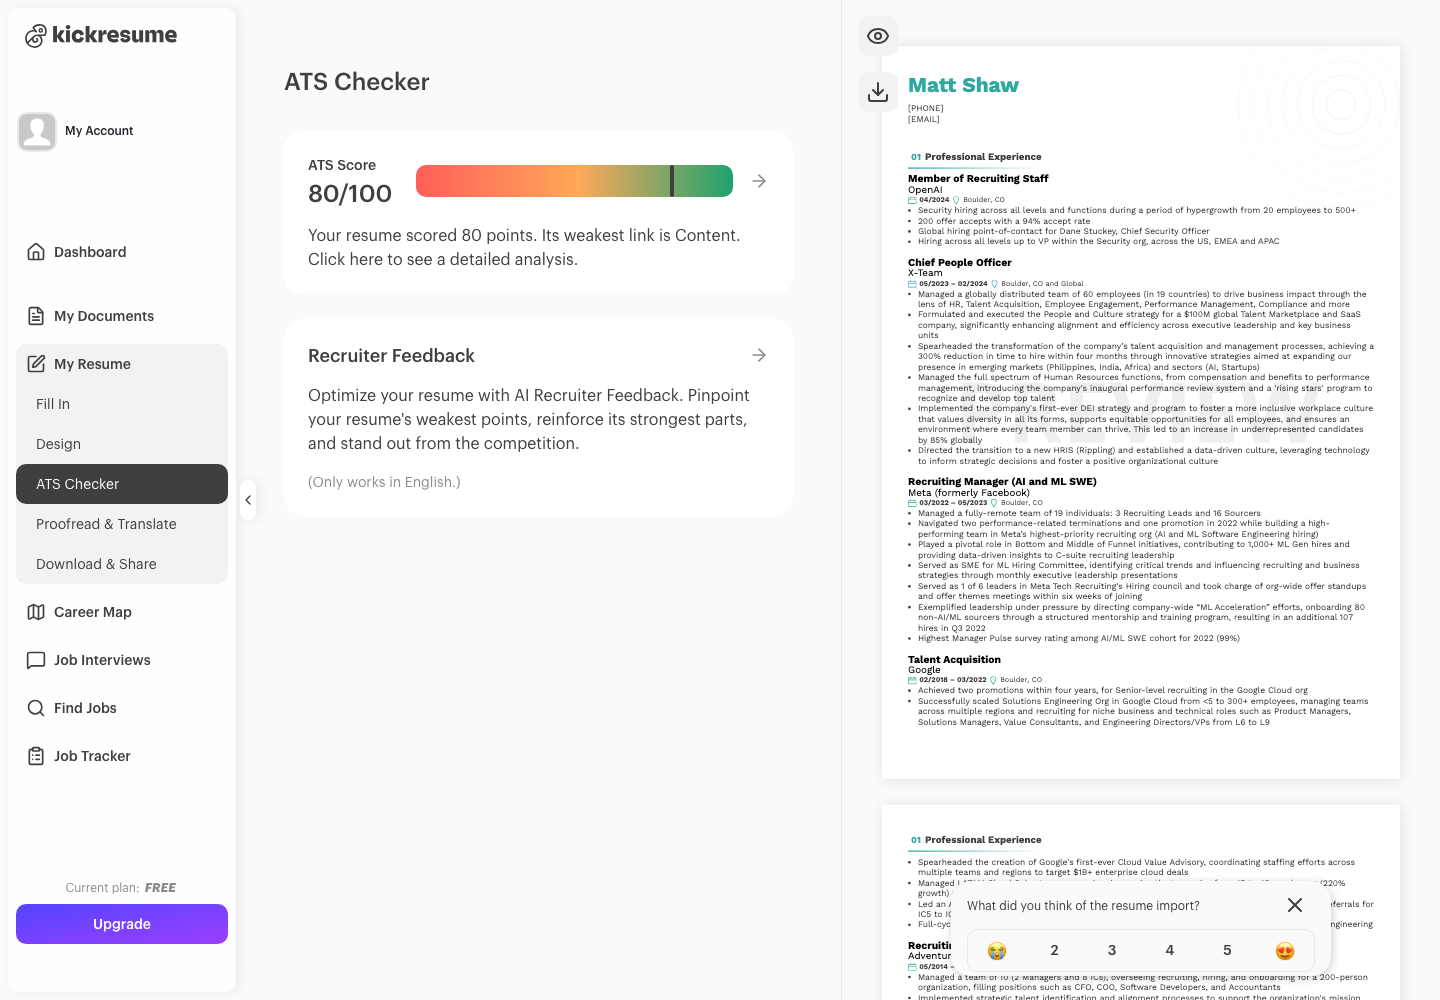 kickresume
My Account
Dashboard
My Documents
My Resume
Fill In
Design
ATS Checker
Proofread & Translate
Download & Share
Career Map
Job Interviews
Find Jobs
Job Tracker
Current plan: FREE
Upgrade
ATS Checker
ATS Score
80/100
Your resume scored 80 points. Its weakest link is Content.
Click here to see a detailed analysis.
Recruiter Feedback
Optimize your resume with AI Recruiter Feedback. Pinpoint
your resume's weakest points, reinforce its strongest parts,
and stand out from the competition.
(Only works in English.)
Matt Shaw
[PHONE]
[EMAIL]
01 Professional Experience
Member of Recruiting Staff
OpenAI
04/2024 Boulder, CO
• Security hiring across all levels and functions during a period of hypergrowth from 20 employees to 500+
• 200 offer accepts with a 94% accept rate
• Global hiring point-of-contact for Dane Stuckey, Chief Security Officer
• Hiring across all levels up to VP within the Security org, across the US, EMEA and APAC
Chief People Officer
X-Team
05/2023 – 02/2024 Boulder, CO and Global
• Managed a globally distributed team of 60 employees (in 19 countries) to drive business impact through the
lens of HR, Talent Acquisition, Employee Engagement, Performance Management, Compliance and more
• Formulated and executed the People and Culture strategy for a $100M global Talent Marketplace and SaaS
company, significantly enhancing alignment and efficiency across executive leadership and key business
units
• Spearheaded the transformation of the company's talent acquisition and management processes, achieving a
300% reduction in time to hire within four months through innovative strategies aimed at expanding our
presence in emerging markets (Philippines, India, Africa) and sectors (AI, Startups)
• Managed the full spectrum of Human Resources functions, from compensation and benefits to performance
management, introducing the company's inaugural performance review system and a 'rising stars' program to
recognize and develop top talent
• Implemented the company's first-ever DEI strategy and program to foster a more inclusive workplace culture
that values diversity in all its forms, supports equitable opportunities for all employees, and ensures an
environment where every team member can thrive. This led to an increase in underrepresented candidates
by 85% globally
• Directed the transition to a new HRIS (Rippling) and established a data-driven culture, leveraging technology
to inform strategic decisions and foster a positive organizational culture
PREVIEW
Recruiting Manager (AI and ML SWE)
Meta (formerly Facebook)
03/2022 – 05/2023 Boulder, CO
• Managed a fully-remote team of 19 individuals: 3 Recruiting Leads and 16 Sourcers
• Navigated two performance-related terminations and one promotion in 2022 while building a high-
performing team in Meta's highest-priority recruiting org (AI and ML Software Engineering hiring)
• Played a pivotal role in Bottom and Middle of Funnel initiatives, contributing to 1,000+ ML Gen hires and
providing data-driven insights to C-suite recruiting leadership
• Served as SME for ML Hiring Committee, identifying critical trends and influencing recruiting and business
strategies through monthly executive leadership presentations
• Served as 1 of 6 leaders in Meta Tech Recruiting's Hiring council and took charge of org-wide offer standups
and offer themes meetings within six weeks of joining
• Exemplified leadership under pressure by directing company-wide “ML Acceleration” efforts, onboarding 80
non-AI/ML sourcers through a structured mentorship and training program, resulting in an additional 107
hires in Q3 2022
• Highest Manager Pulse survey rating among AI/ML SWE cohort for 2022 (99%)
Talent Acquisition
Google
02/2018 – 03/2022 Boulder, CO
• Achieved two promotions within four years, for Senior-level recruiting in the Google Cloud org
• Successfully scaled Solutions Engineering Org in Google Cloud from <5 to 300+ employees, managing teams
across multiple regions and recruiting for niche business and technical roles such as Product Managers,
Solutions Managers, Value Consultants, and Engineering Directors/VPs from L6 to L9
01 Professional Experience
• Spearheaded the creation of Google's first-ever Cloud Value Advisory, coordinating staffing efforts across
multiple teams and regions to target $1B+ enterprise cloud deals
• Managed
growth)
• Led an
IC5 to
• Full-cyc
Adventur
05/2014 –
• Managed a team of 10 (2 Managers and 8 ICs), overseeing recruiting, hiring, and onboarding for a 200-person
organization, filling positions such as CFO, COO, Software Developers, and Accountants
• Implemented strategic talent identification and alignment processes to support the organization's mission
What did you think of the resume import?
2 3 4 5